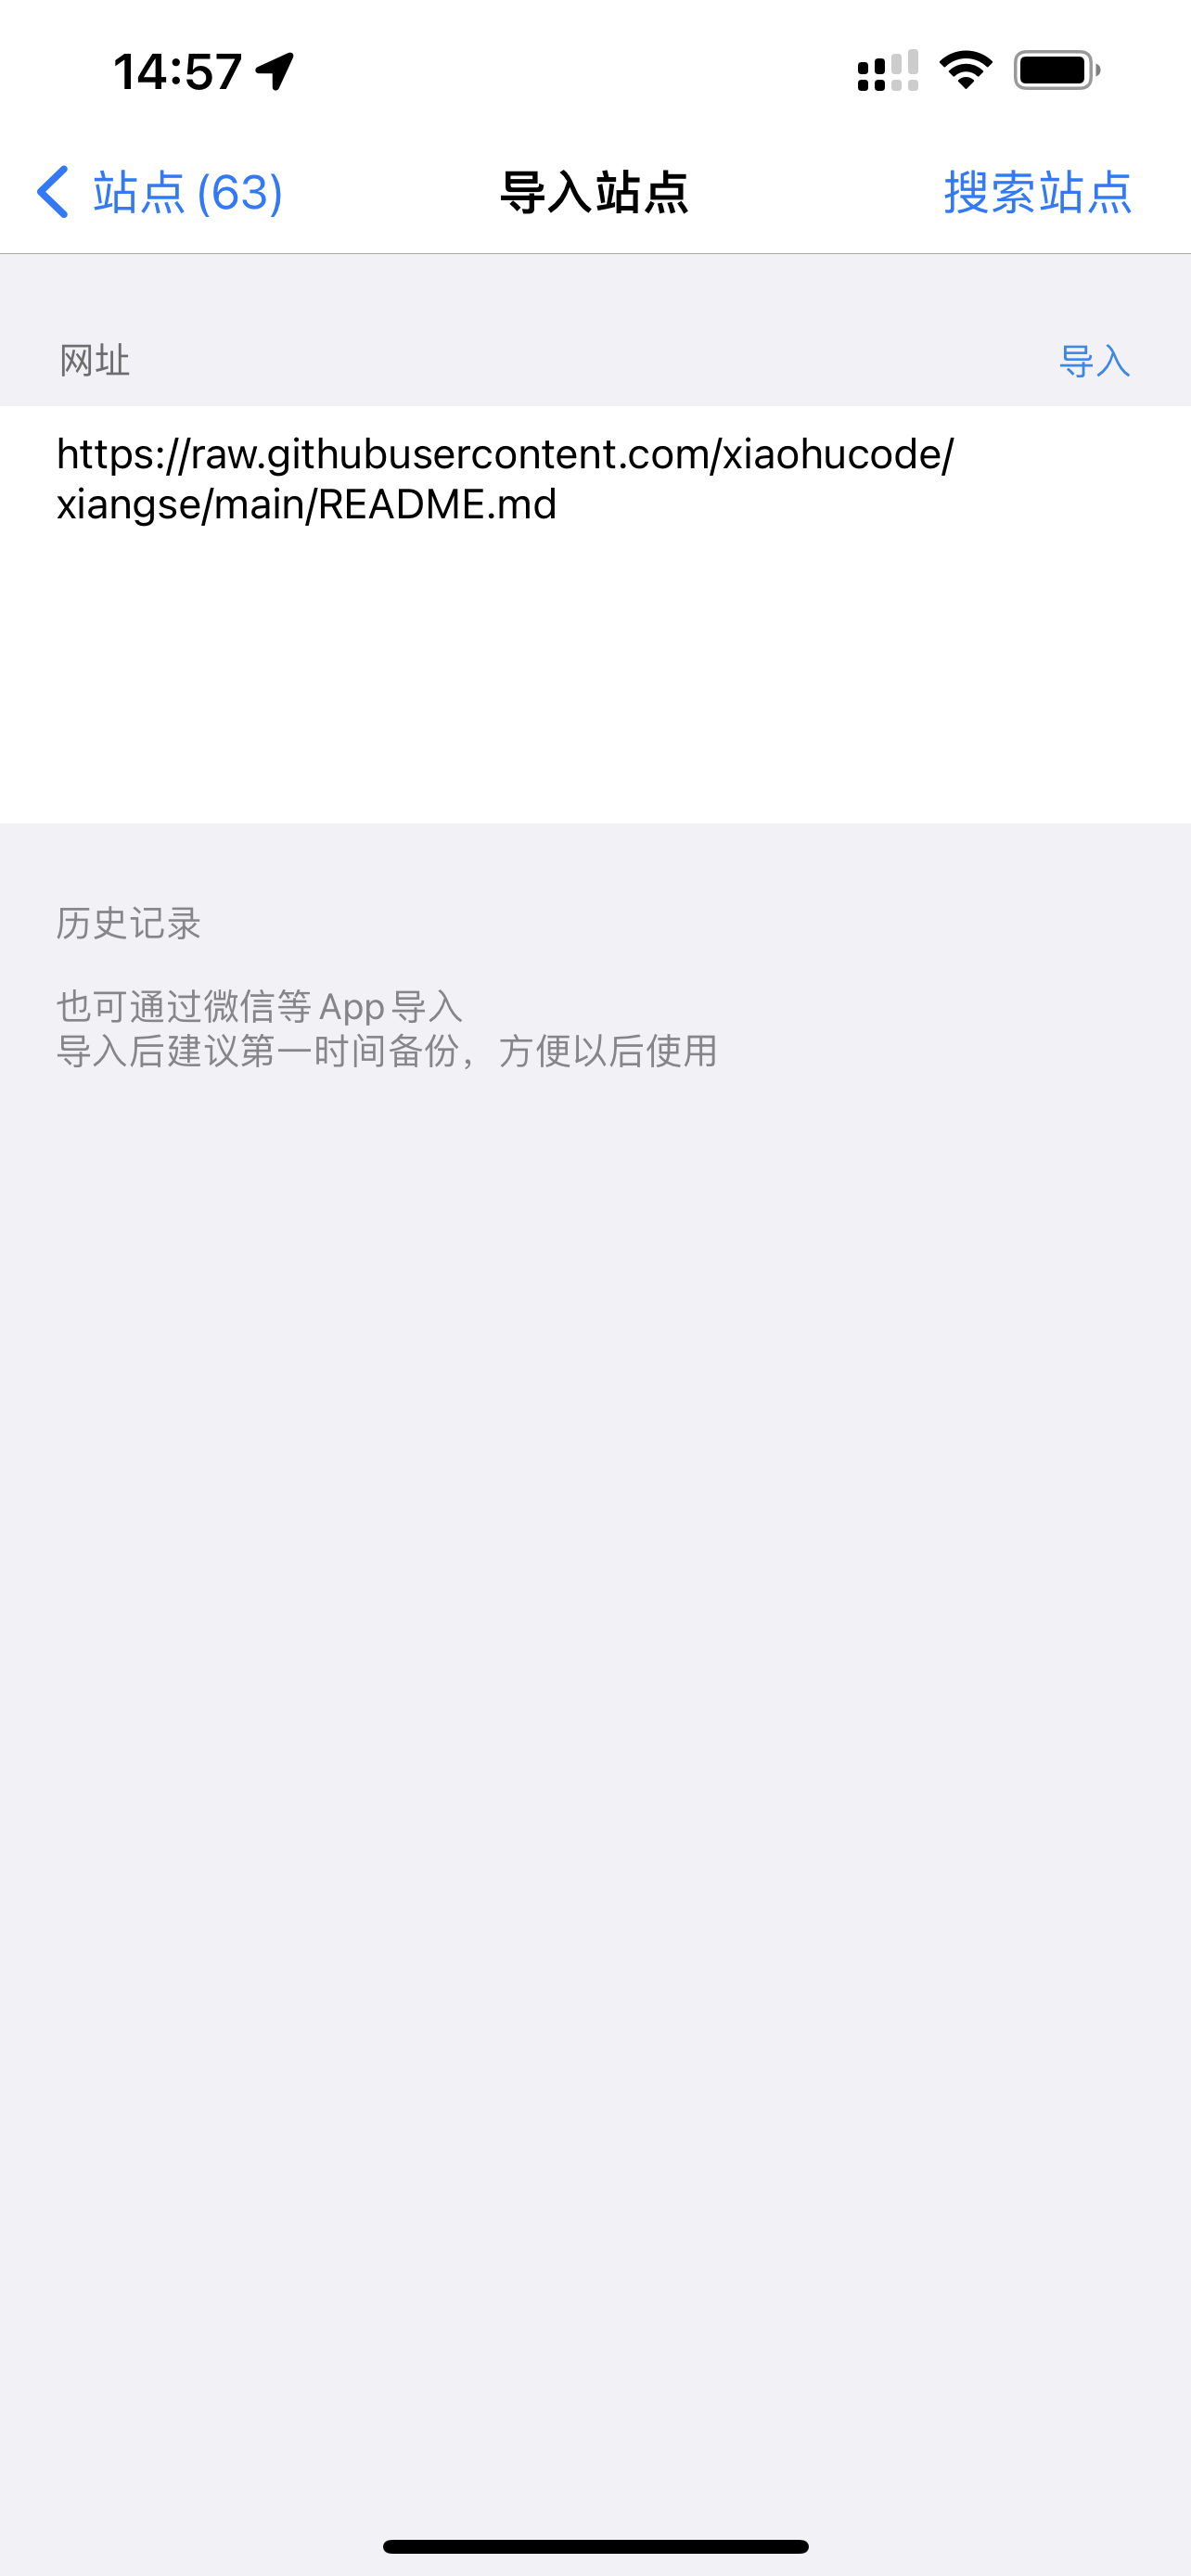 14:57
站点 (63)
导入站点
搜索站点
网址
导入
https://raw.githubusercontent.com/xiaohucode/
xiangse/main/README.md
历史记录
也可通过微信等 App 导入
导入后建议第一时间备份，方便以后使用